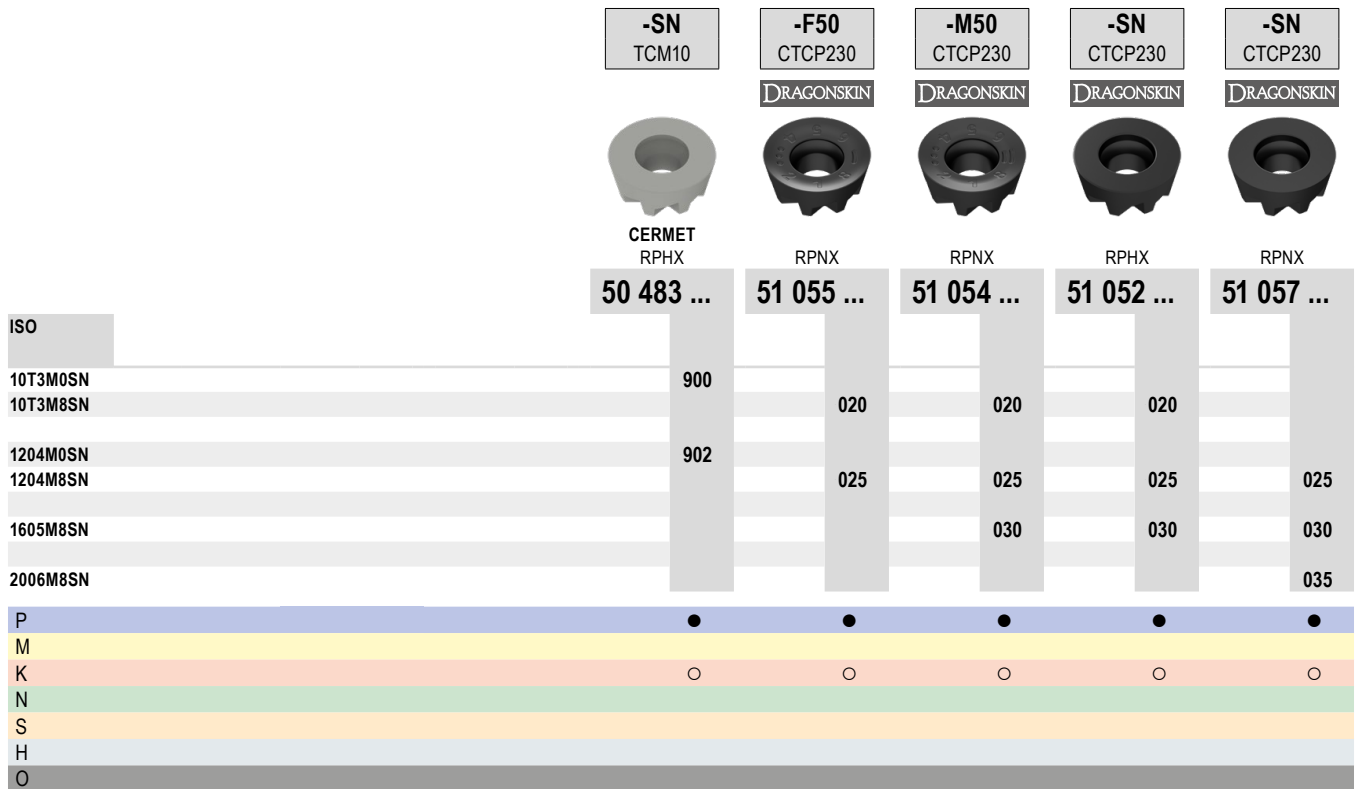 -SN -F50 -M50 -SN -SN
TCM10 CTCP230 CTCP230 CTCP230 CTCP230
DRAGONSKIN DRAGONSKIN DRAGONSKIN DRAGONSKIN
CERMET
RPHX RPNX RPNX RPHX RPNX
50 483 ... 51 055 ... 51 054 ... 51 052 ... 51 057 ...
ISO
10T3M0SN 900
10T3M8SN 020 020 020
1204M0SN 902
1204M8SN 025 025 025 025
1605M8SN 030 030 030
2006M8SN 035
P ● ● ● ● ●
M
K ○ ○ ○ ○ ○
N
S
H
O